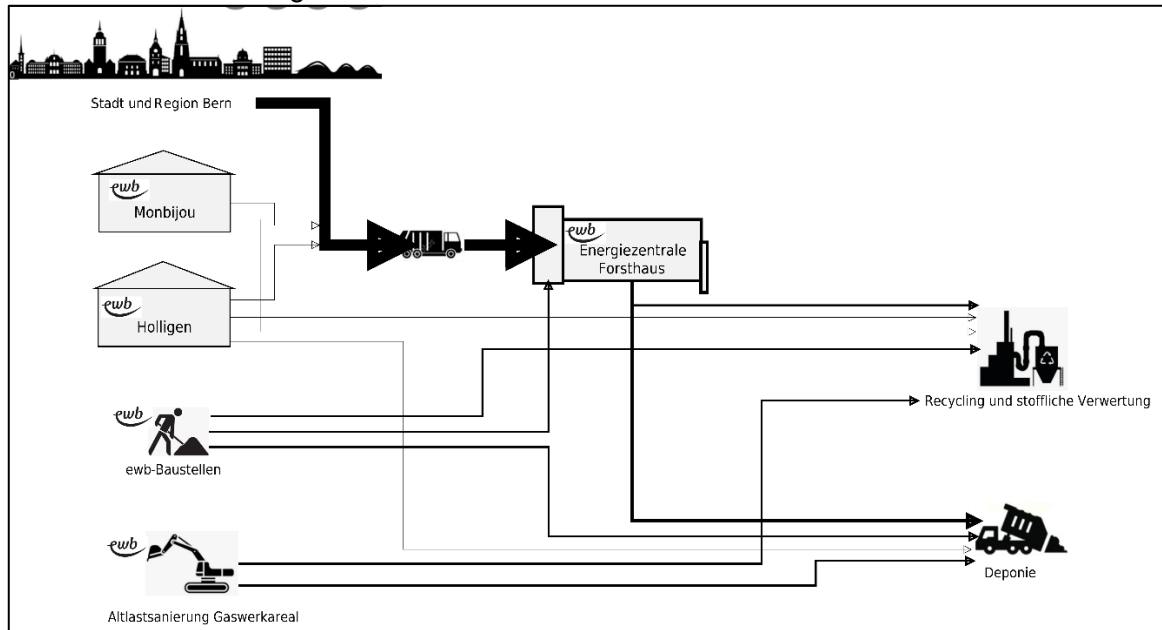 g
Stadt und Region Bern
ewb
Monbijou
ewb
Energiezentrale
Forsthaus
ewb
Holligen
Recycling und stoffliche Verwertung
ewb
ewb-Baustellen
ewb
Deponie
Altlastsanierung Gaswerkareal